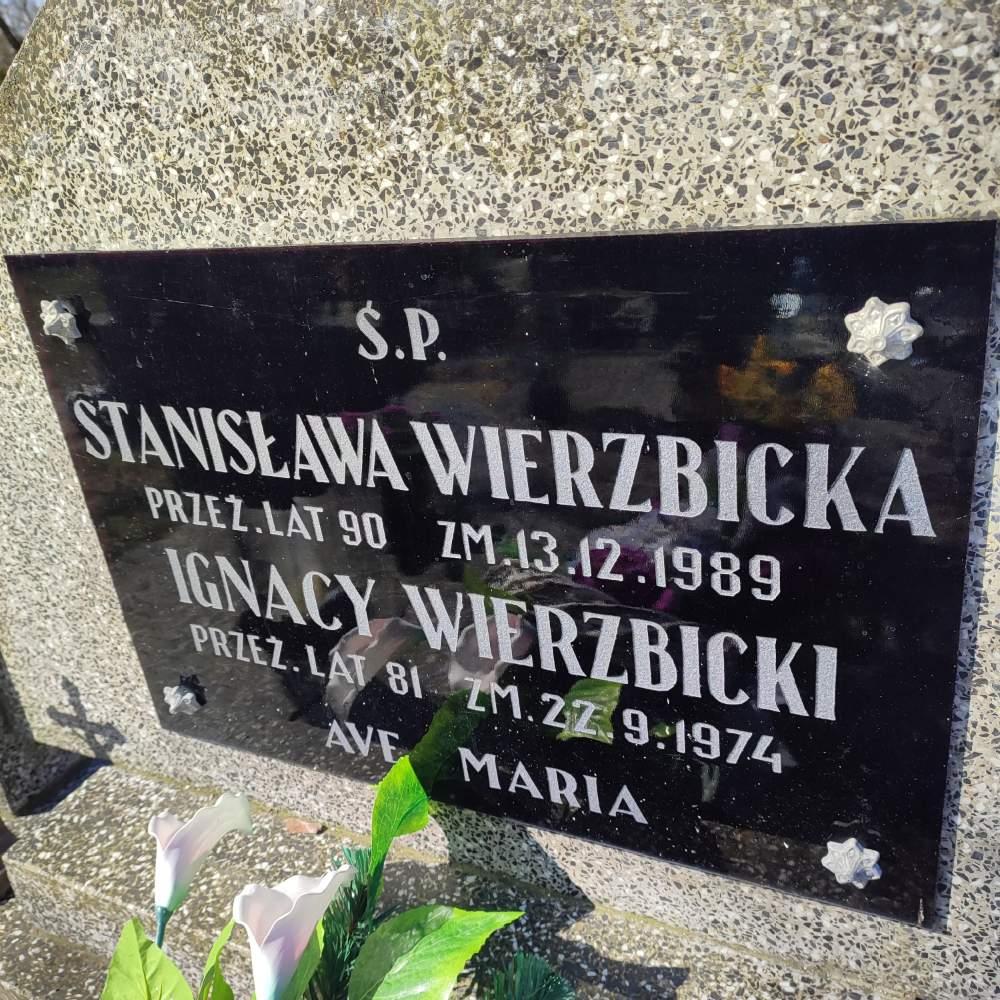 Ś.P.
STANISŁAWA WIERZBICKA
PRZEŻ. LAT 90 ZM. 13.12.1989
IGNACY WIERZBICKI
PRZEŻ. LAT 81 ZM. 22.9.1974
AVE MARIA